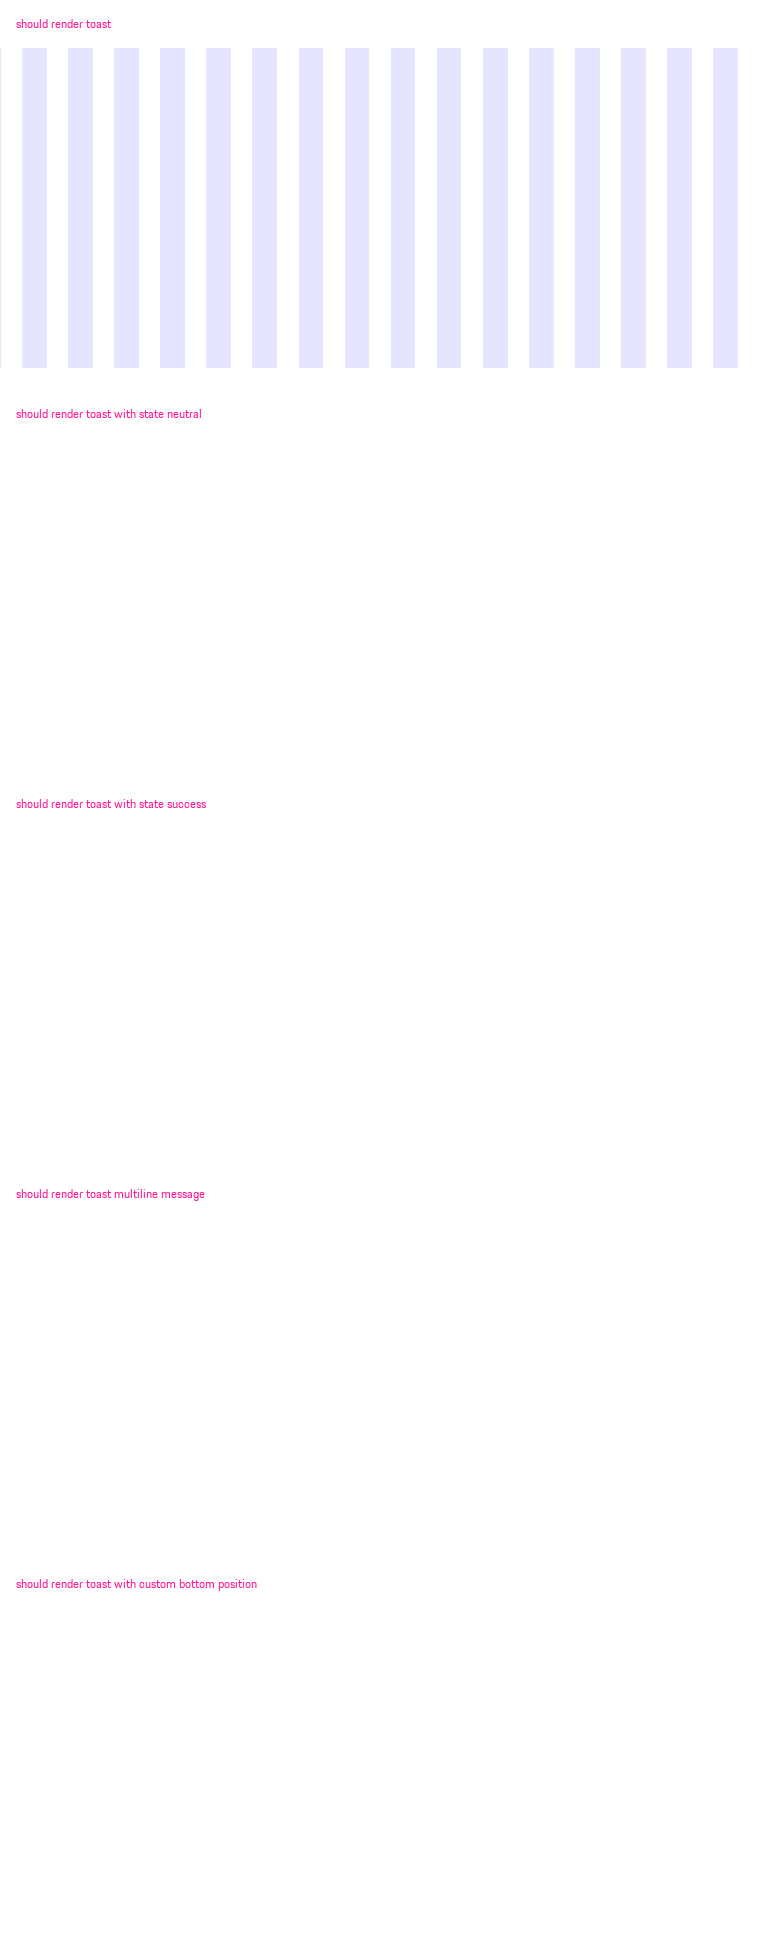 should render toast
should render toast with state neutral
should render toast with state success
should render toast multiline message
should render toast with custom bottom position